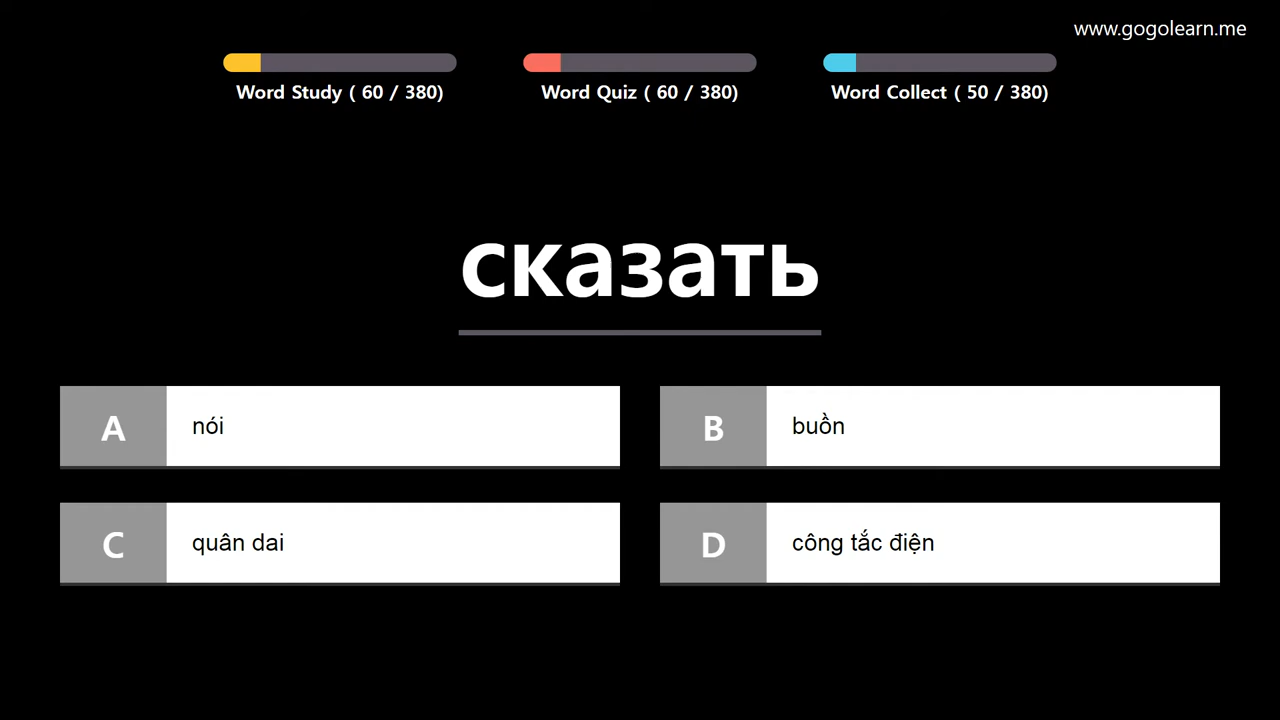 www.gogolearn.me
Word Study ( 60 / 380)
Word Quiz ( 60 / 380)
Word Collect ( 50 / 380)
сказать
A nói
B buồn
C quân dai
D công tắc điện